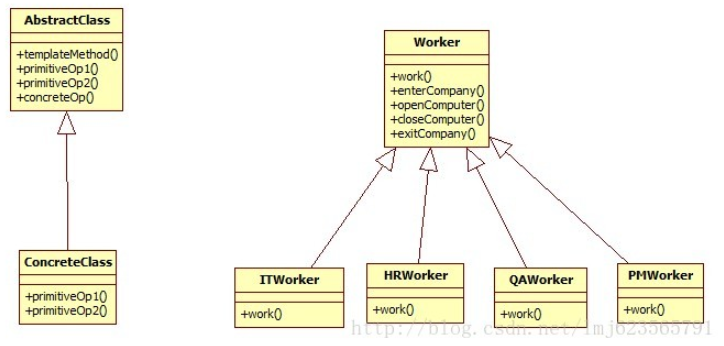 AbstractClass
+templateMethod()
+primitiveOp1()
+primitiveOp2()
+concreteOp()
ConcreteClass
+primitiveOp1()
+primitiveOp2()
Worker
+work()
+enterCompany()
+openComputer()
+closeComputer()
+exitCompany()
ITWorker
+work()
HRWorker
+work()
QAWorker
+work()
PMWorker
+work()
http://blog.csdn.net/lmj623565791